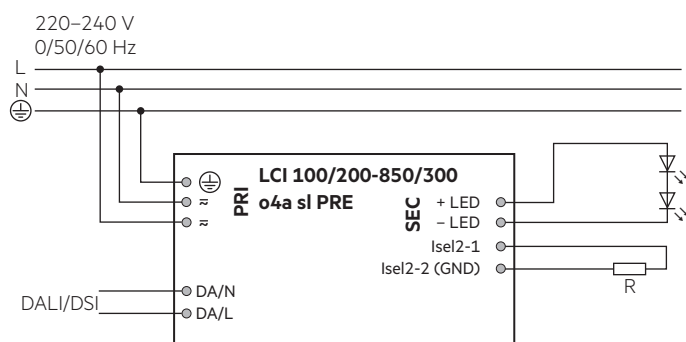 220–240 V
0/50/60 Hz
L
N
LCI 100/200-850/300
o4a sl PRE
PRI
SEC
+ LED
– LED
Isel2-1
Isel2-2 (GND)
R
DALI/DSI
DA/N
DA/L